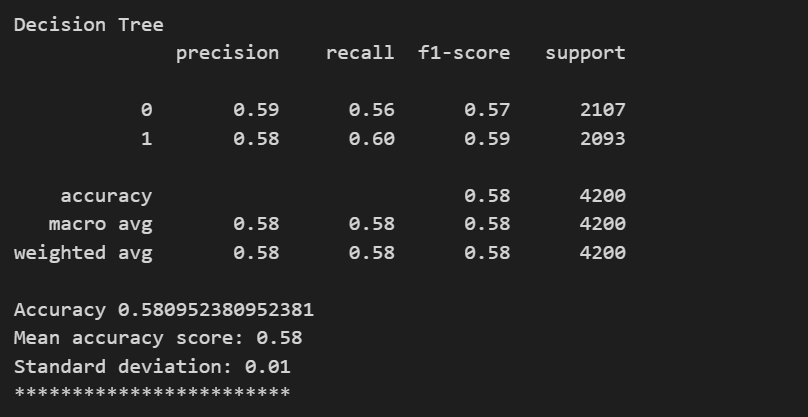 Decision Tree
              precision    recall  f1-score   support

           0       0.59      0.56      0.57      2107
           1       0.58      0.60      0.59      2093

    accuracy                           0.58      4200
   macro avg       0.58      0.58      0.58      4200
weighted avg       0.58      0.58      0.58      4200

Accuracy 0.580952380952381
Mean accuracy score: 0.58
Standard deviation: 0.01
************************